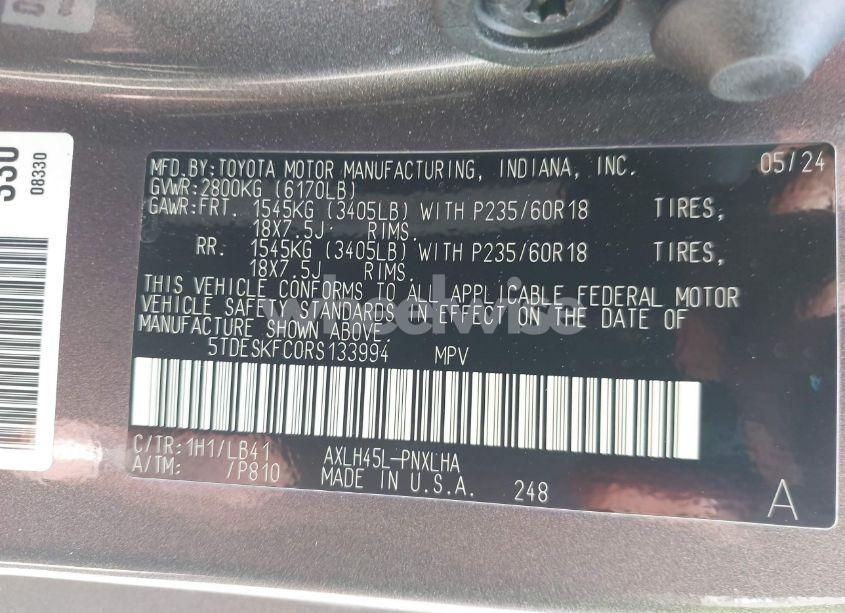 MFD.BY:TOYOTA MOTOR MANUFACTURING, INDIANA, INC. 05/24
GVWR:2800KG (6170LB)
GAWR:FRT. 1545KG (3405LB) WITH P235/60R18 TIRES,
18X7.5J RIMS.
RR. 1545KG (3405LB) WITH P235/60R18 TIRES,
18X7.5J RIMS.
THIS VEHICLE CONFORMS TO ALL APPLICABLE FEDERAL MOTOR
VEHICLE SAFETY STANDARDS IN EFFECT ON THE DATE OF
MANUFACTURE SHOWN ABOVE.
5TDESKFC0RS133994 MPV
C/TR:1H1/LB41 AXLH45L-PNXLHA
A/TM: /P810 MADE IN U.S.A. 248
A
08330
wheelwise